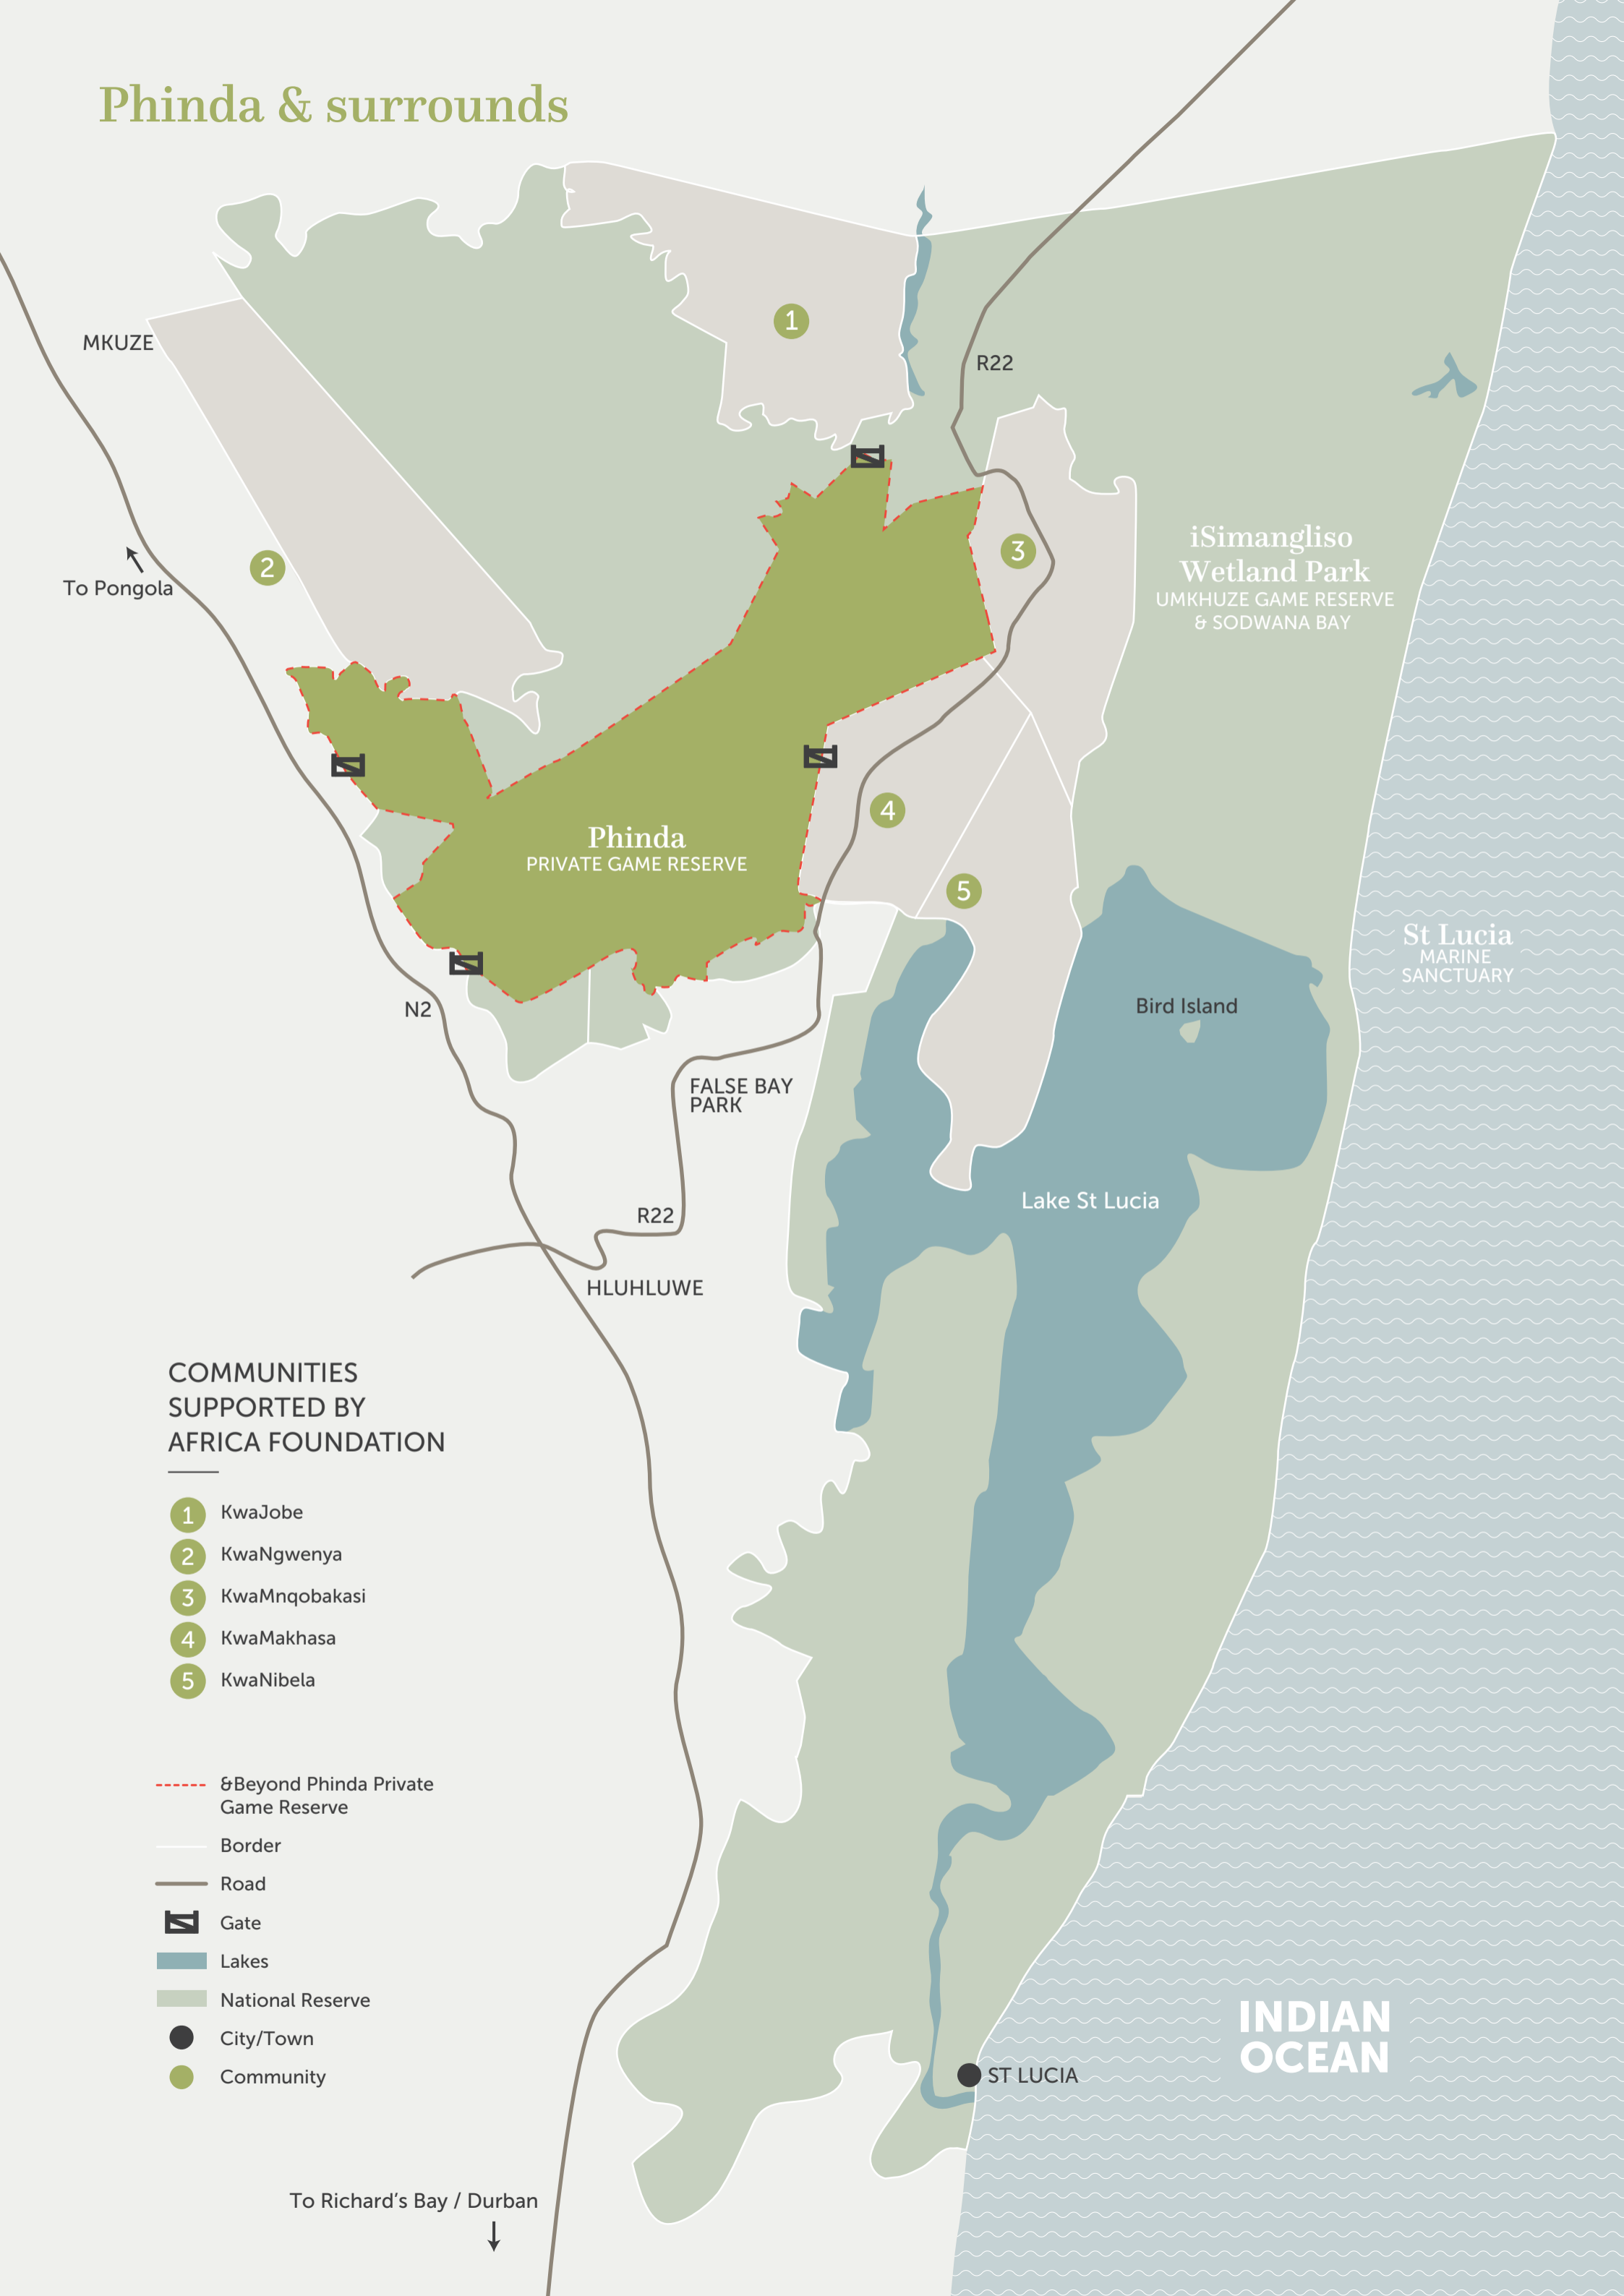 Phinda & surrounds
1
R22
MKUZE
iSimangliso
Wetland Park
UMKHUZE GAME RESERVE
& SODWANA BAY
3
2
To Pongola
4
Phinda
PRIVATE GAME RESERVE
5
St Lucia
MARINE
SANCTUARY
Bird Island
N2
FALSE BAY
PARK
Lake St Lucia
R22
HLUHLUWE
COMMUNITIES
SUPPORTED BY
AFRICA FOUNDATION
1 KwaJobe
2 KwaNgwenya
3 KwaMnqobakasi
4 KwaMakhasa
5 KwaNibela
&Beyond Phinda Private
Game Reserve
Border
Road
Gate
Lakes
National Reserve
City/Town
Community
INDIAN
OCEAN
ST LUCIA
To Richard's Bay / Durban